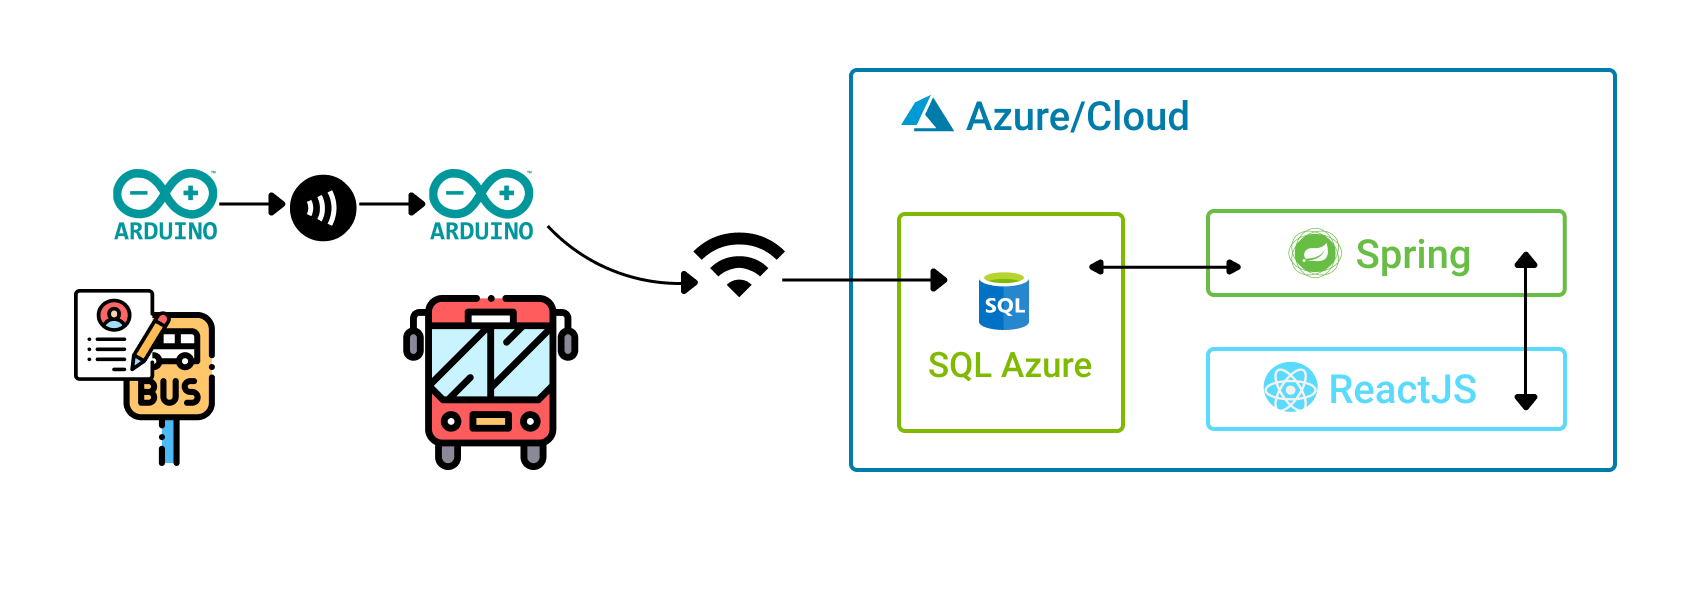 Azure/Cloud
ARDUINO
ARDUINO
Spring
SQL
SQL Azure
ReactJS
BUS